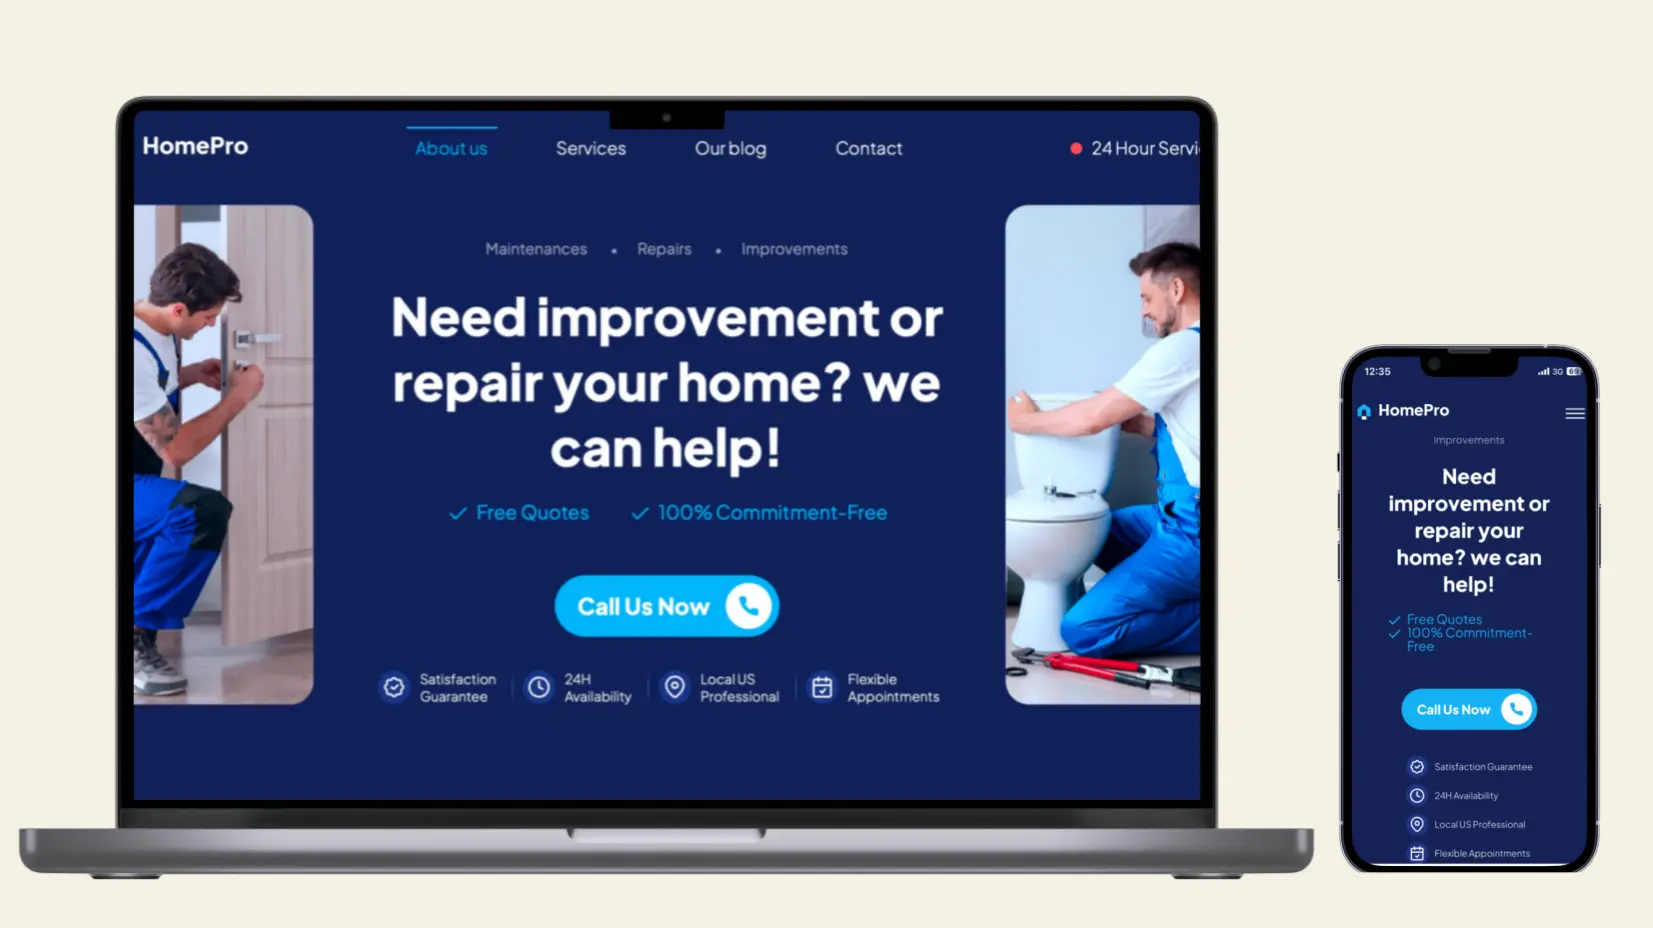 HomePro
About us
Services
Our blog
Contact
24 Hour Servi
Maintenances • Repairs • Improvements
Need improvement or
repair your home? we
can help!
Free Quotes
100% Commitment-Free
Call Us Now
Satisfaction
Guarantee
24H
Availability
Local US
Professional
Flexible
Appointments
12:35
3G 69
HomePro
Improvements
Need
improvement or
repair your
home? we can
help!
Free Quotes
100% Commitment-
Free
Call Us Now
Satisfaction Guarantee
24H Availability
Local US Professional
Flexible Appointments